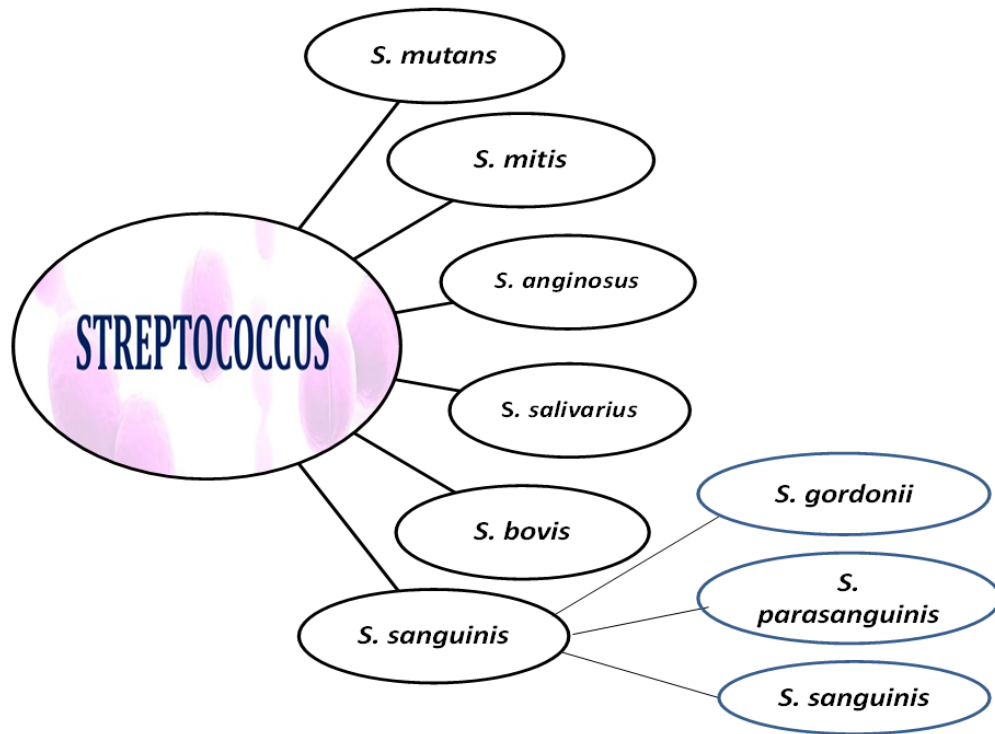 S. mutans
S. mitis
S. anginosus
STREPTOCOCCUS
S. salivarius
S. bovis
S. sanguinis
S. gordonii
S.
parasanguinis
S. sanguinis